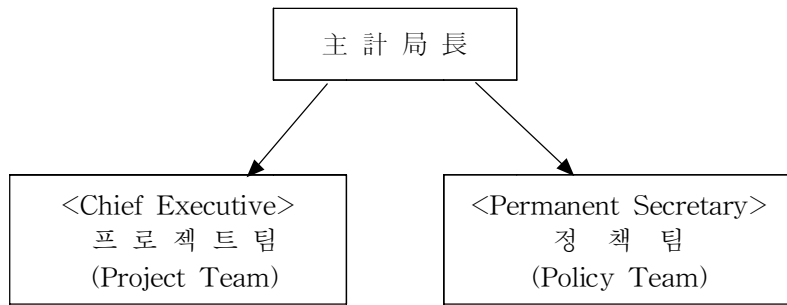 主 計 局 長
<Chief Executive>
프 로 젝 트 팀
(Project Team)
<Permanent Secretary>
정 책 팀
(Policy Team)